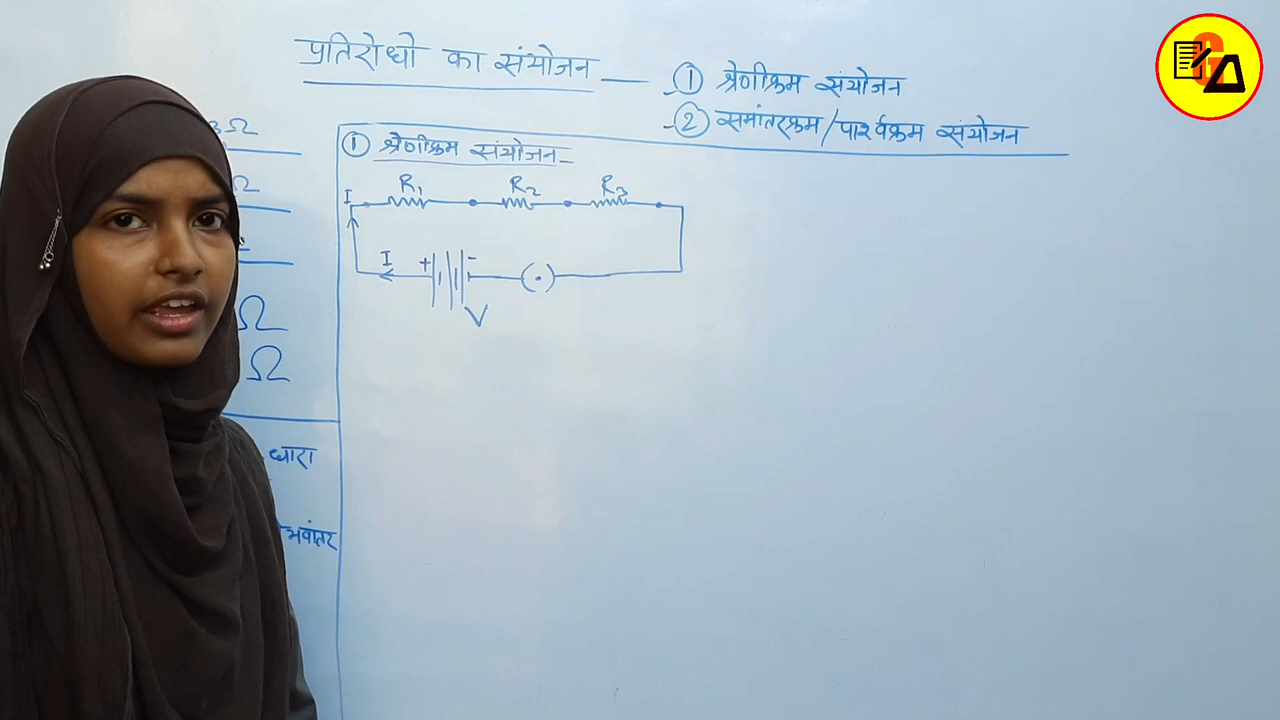 प्रतिरोधो का संयोजन —
① श्रेणीक्रम संयोजन
② समांतरक्रम/पार्श्वक्रम संयोजन
3Ω
Ω
① श्रेणीक्रम संयोजन —
R₁ R₂ R₃
I
I + -
V
Ω
Ω
धारा
भवांतर